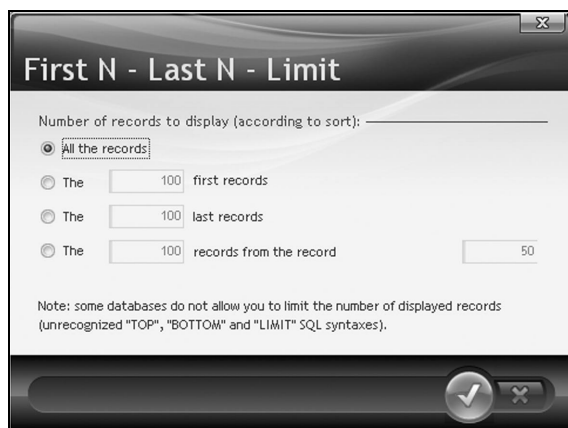 First N - Last N - Limit
Number of records to display (according to sort):
All the records
The 100 first records
The 100 last records
The 100 records from the record 50
Note: some databases do not allow you to limit the number of displayed records
(unrecognized "TOP", "BOTTOM" and "LIMIT" SQL syntaxes).